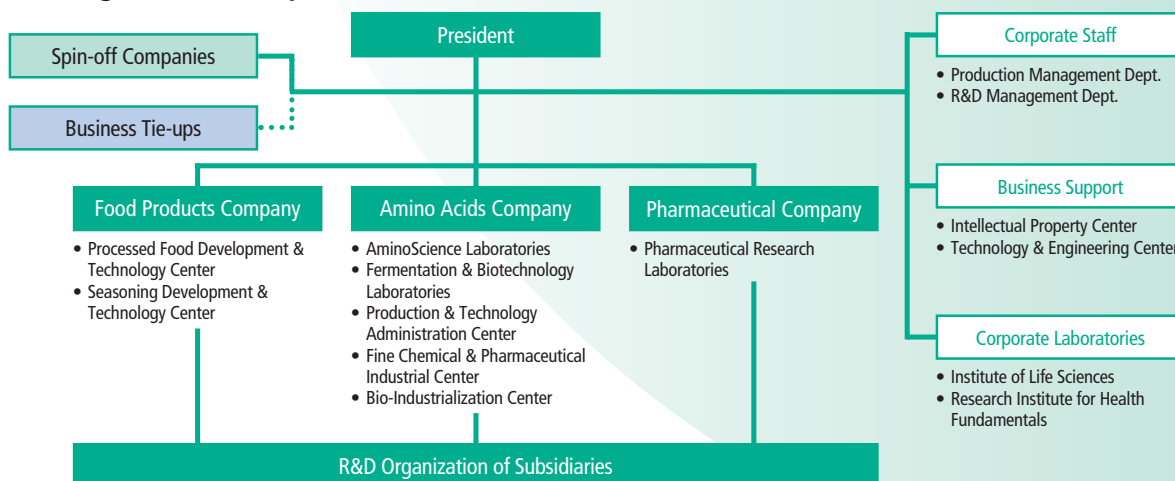 President
Spin-off Companies
Business Tie-ups
Corporate Staff
• Production Management Dept.
• R&D Management Dept.
Business Support
• Intellectual Property Center
• Technology & Engineering Center
Corporate Laboratories
• Institute of Life Sciences
• Research Institute for Health
Fundamentals
Food Products Company
• Processed Food Development &
Technology Center
• Seasoning Development &
Technology Center
Amino Acids Company
• AminoScience Laboratories
• Fermentation & Biotechnology
Laboratories
• Production & Technology
Administration Center
• Fine Chemical & Pharmaceutical
Industrial Center
• Bio-Industrialization Center
Pharmaceutical Company
• Pharmaceutical Research
Laboratories
R&D Organization of Subsidiaries